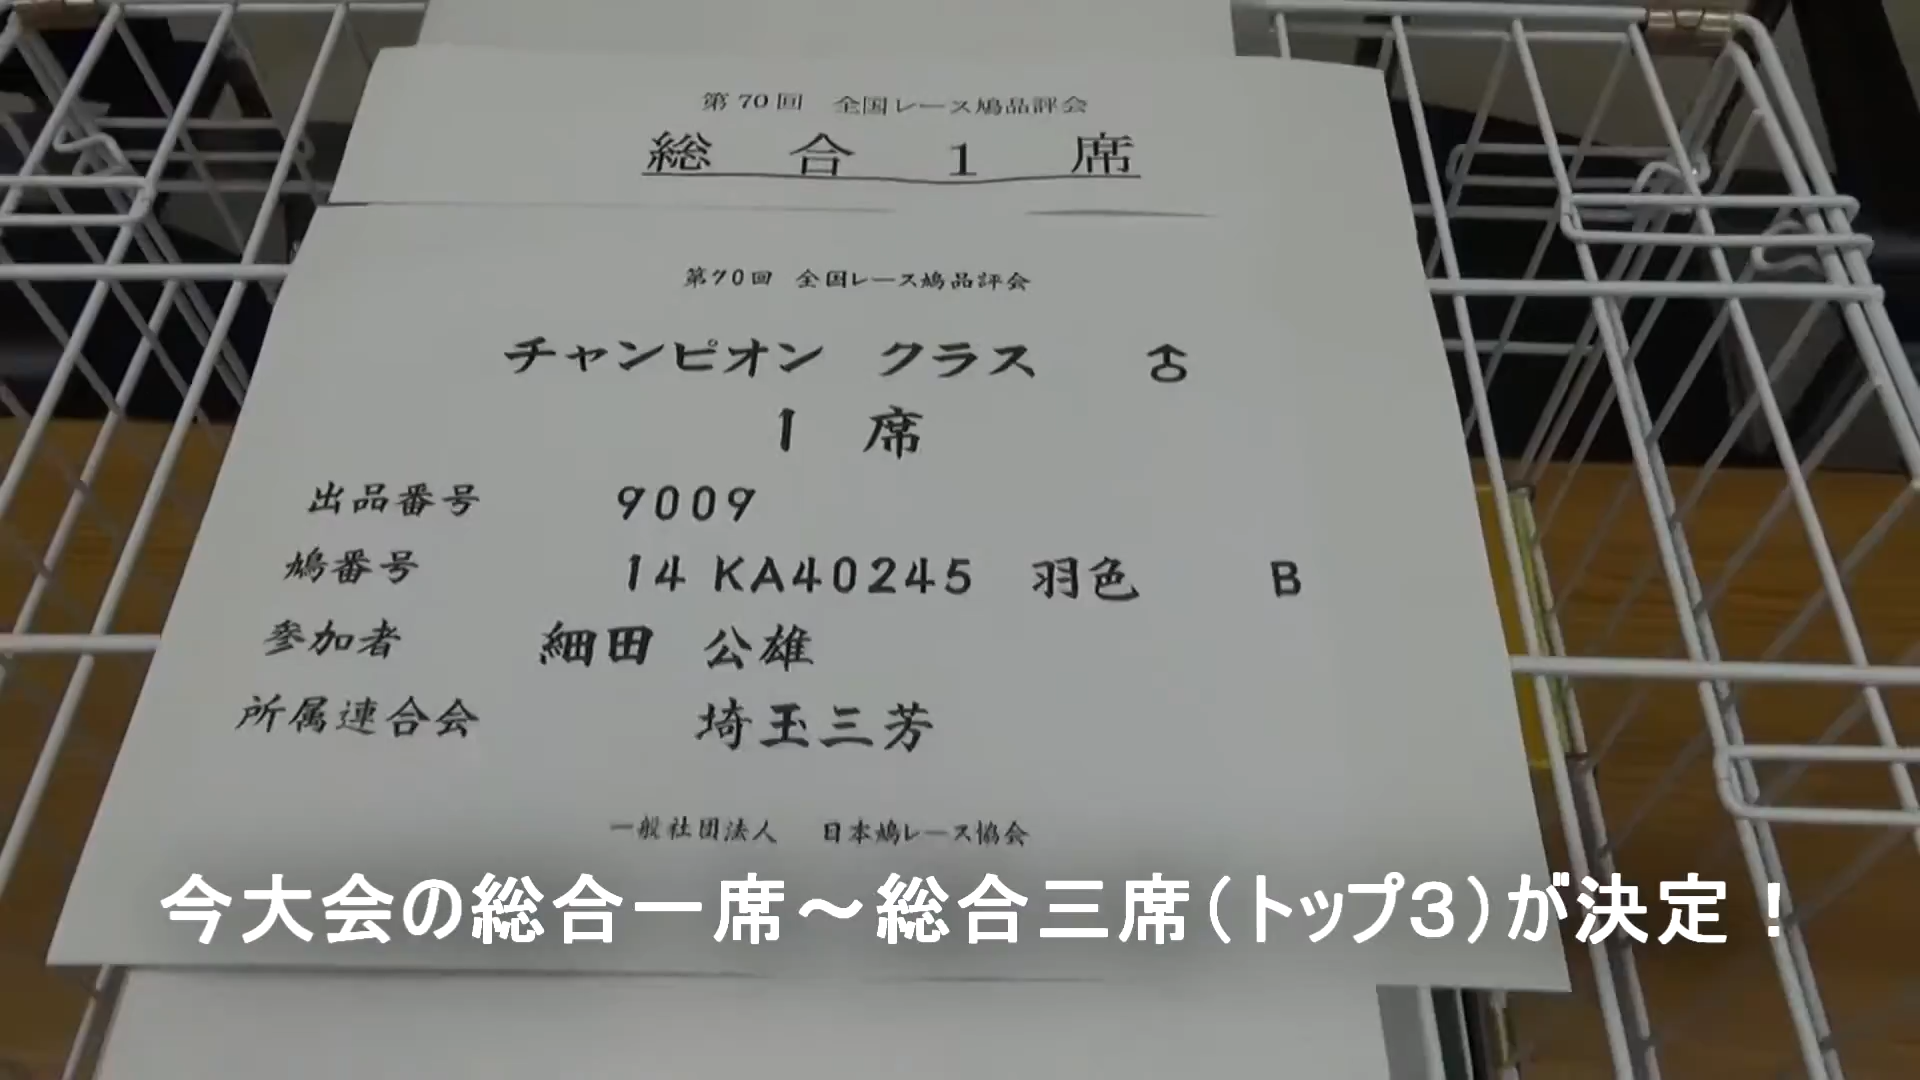 第70回 全国レース鳩品評会
総合1席
第70回 全国レース鳩品評会
チャンピオン クラス ♂
1席
出品番号 9009
鳩番号 14 KA40245 羽色 B
参加者 細田 公雄
所属連合会 埼玉三芳
一般社団法人 日本鳩レース協会
今大会の総合一席～総合三席(トップ3)が決定!